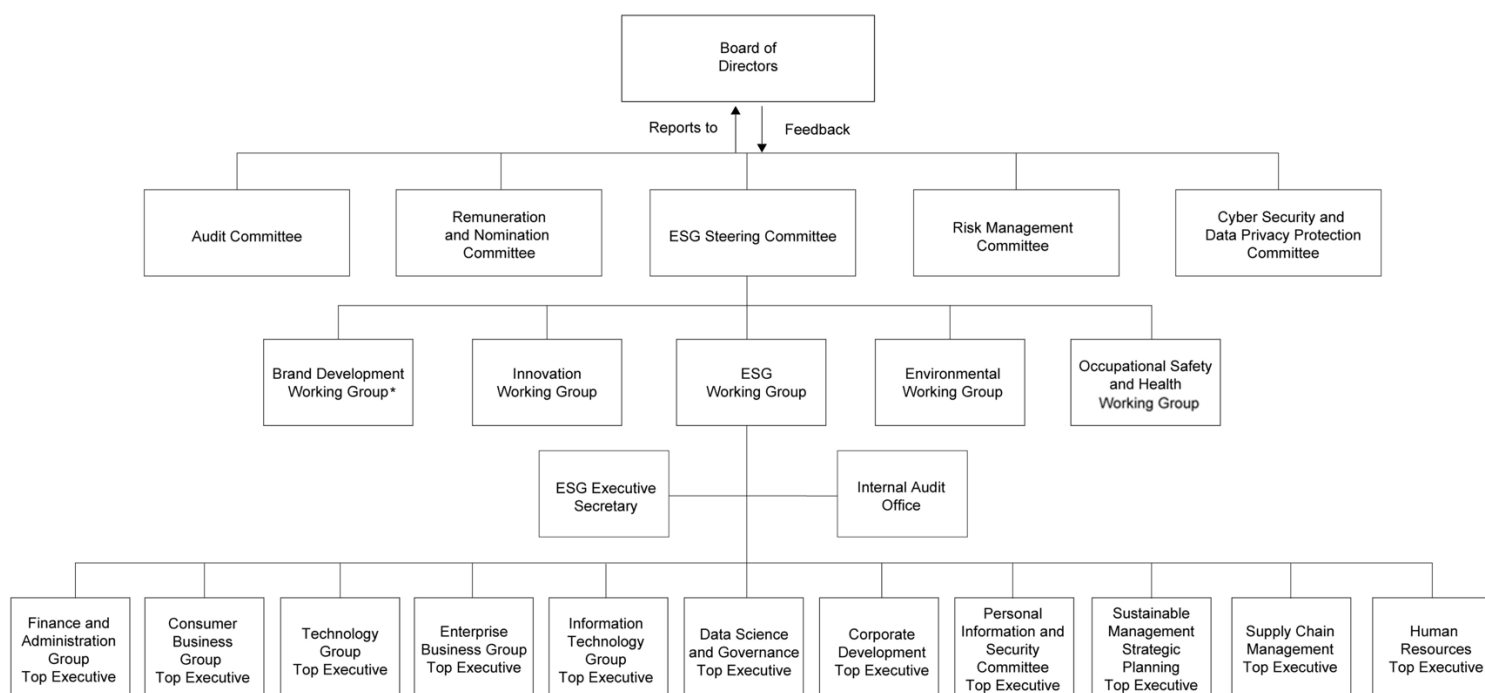 Board of
Directors
Reports to
Feedback
Audit Committee
Remuneration
and Nomination
Committee
ESG Steering Committee
Risk Management
Committee
Cyber Security and
Data Privacy Protection
Committee
Brand Development
Working Group*
Innovation
Working Group
ESG
Working Group
Environmental
Working Group
Occupational Safety
and Health
Working Group
ESG Executive
Secretary
Internal Audit
Office
Finance and
Administration
Group
Top Executive
Consumer
Business
Group
Top Executive
Technology
Group
Top Executive
Enterprise
Business Group
Top Executive
Information
Technology
Group
Top Executive
Data Science
and Governance
Top Executive
Corporate
Development
Top Executive
Personal
Information and
Security
Committee
Top Executive
Sustainable
Management
Strategic
Planning
Top Executive
Supply Chain
Management
Top Executive
Human
Resources
Top Executive